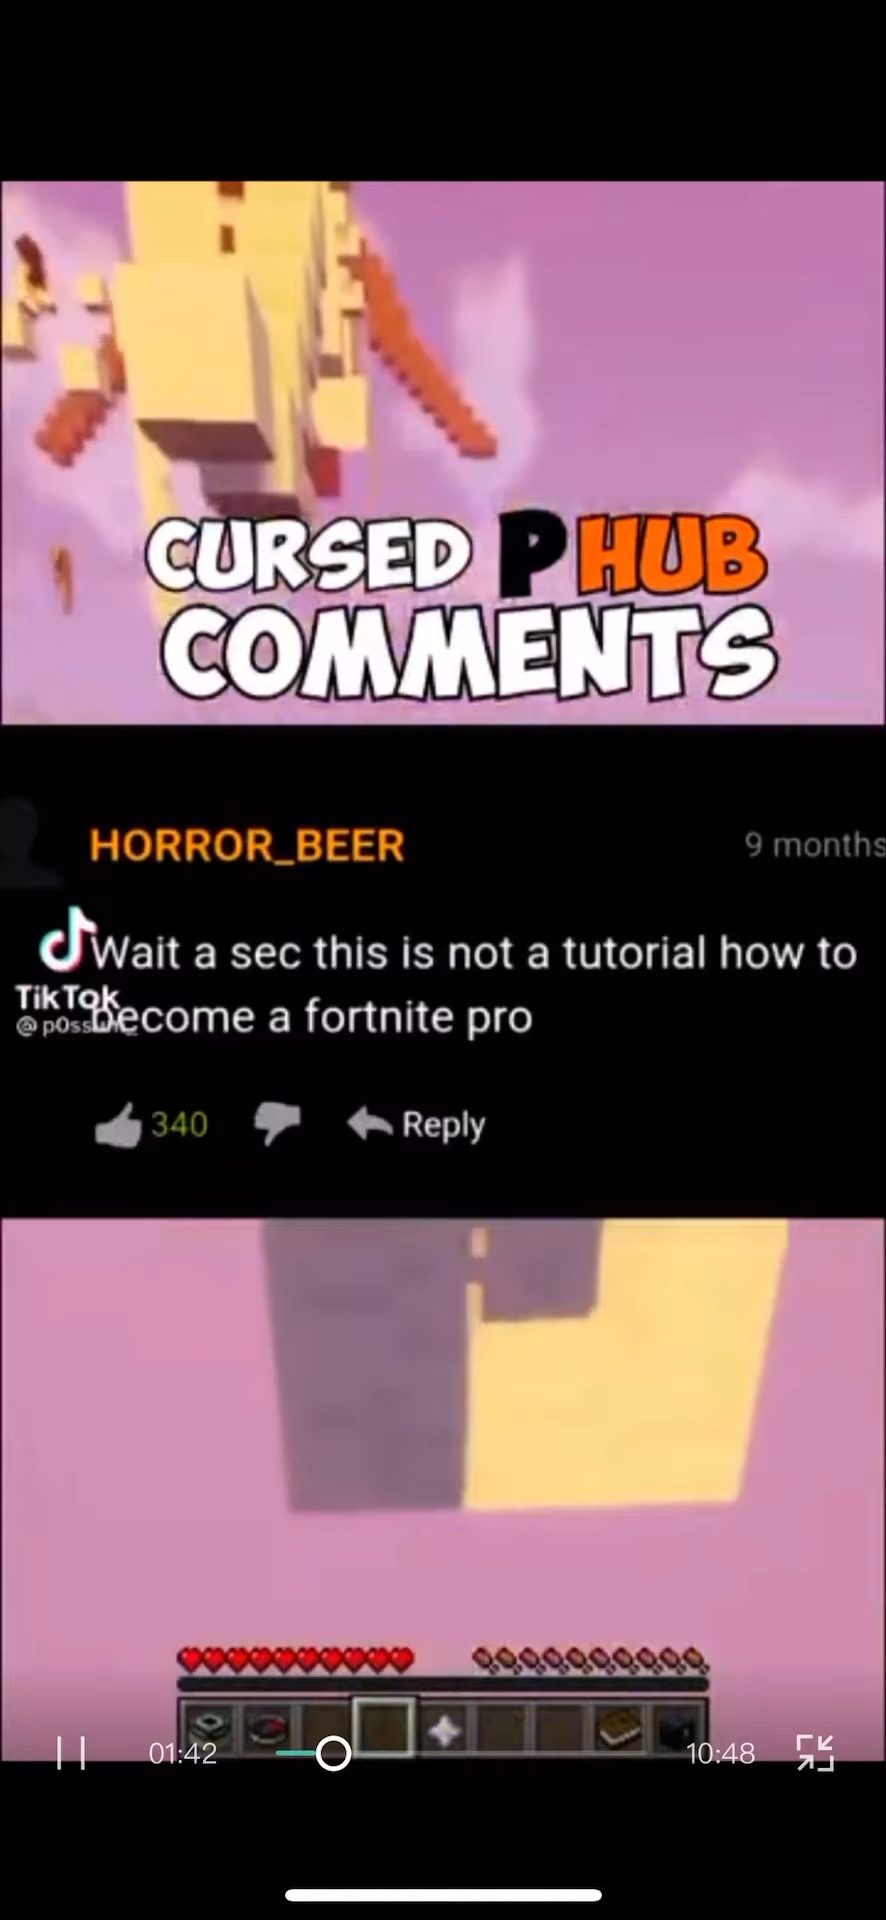 CURSED P HUB
COMMENTS
HORROR_BEER
9 months
Wait a sec this is not a tutorial how to
become a fortnite pro
TikTok
340
Reply
01:42
10:48